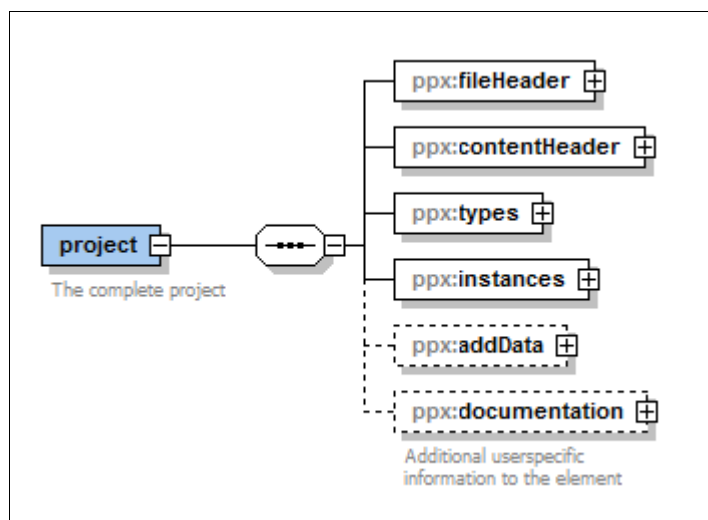 ppx:fileHeader
ppx:contentHeader
ppx:types
project
ppx:instances
The complete project
ppx:addData
ppx:documentation
Additional userspecific
information to the element